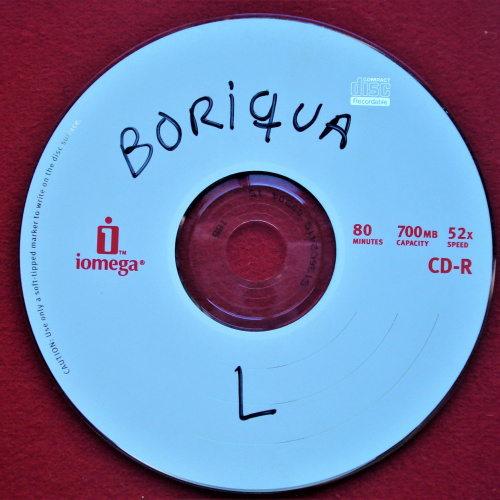 BORiQUA
COMPACT
disc
Recordable
CAUTION: Use only a soft-tipped marker to write on the disc surface.
iomega®
80 MINUTES
700MB CAPACITY
52x SPEED
CD-R
L